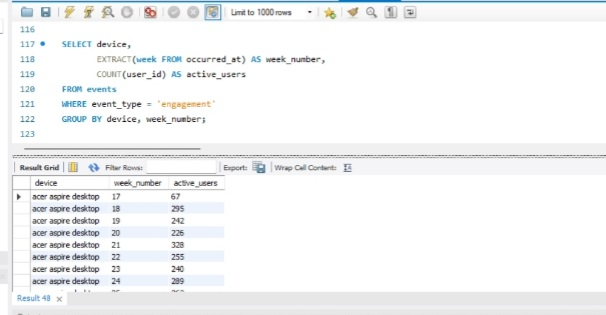 Limit to 1000 rows
116
117 SELECT device,
118 EXTRACT(week FROM occurred_at) AS week_number,
119 COUNT(user_id) AS active_users
120 FROM events
121 WHERE event_type = 'engagement'
122 GROUP BY device, week_number;
123
Result Grid Filter Rows: Export: Wrap Cell Content:
device week_number active_users
acer aspire desktop 17 67
acer aspire desktop 18 295
acer aspire desktop 19 242
acer aspire desktop 20 226
acer aspire desktop 21 328
acer aspire desktop 22 255
acer aspire desktop 23 240
acer aspire desktop 24 289
Result 48 x